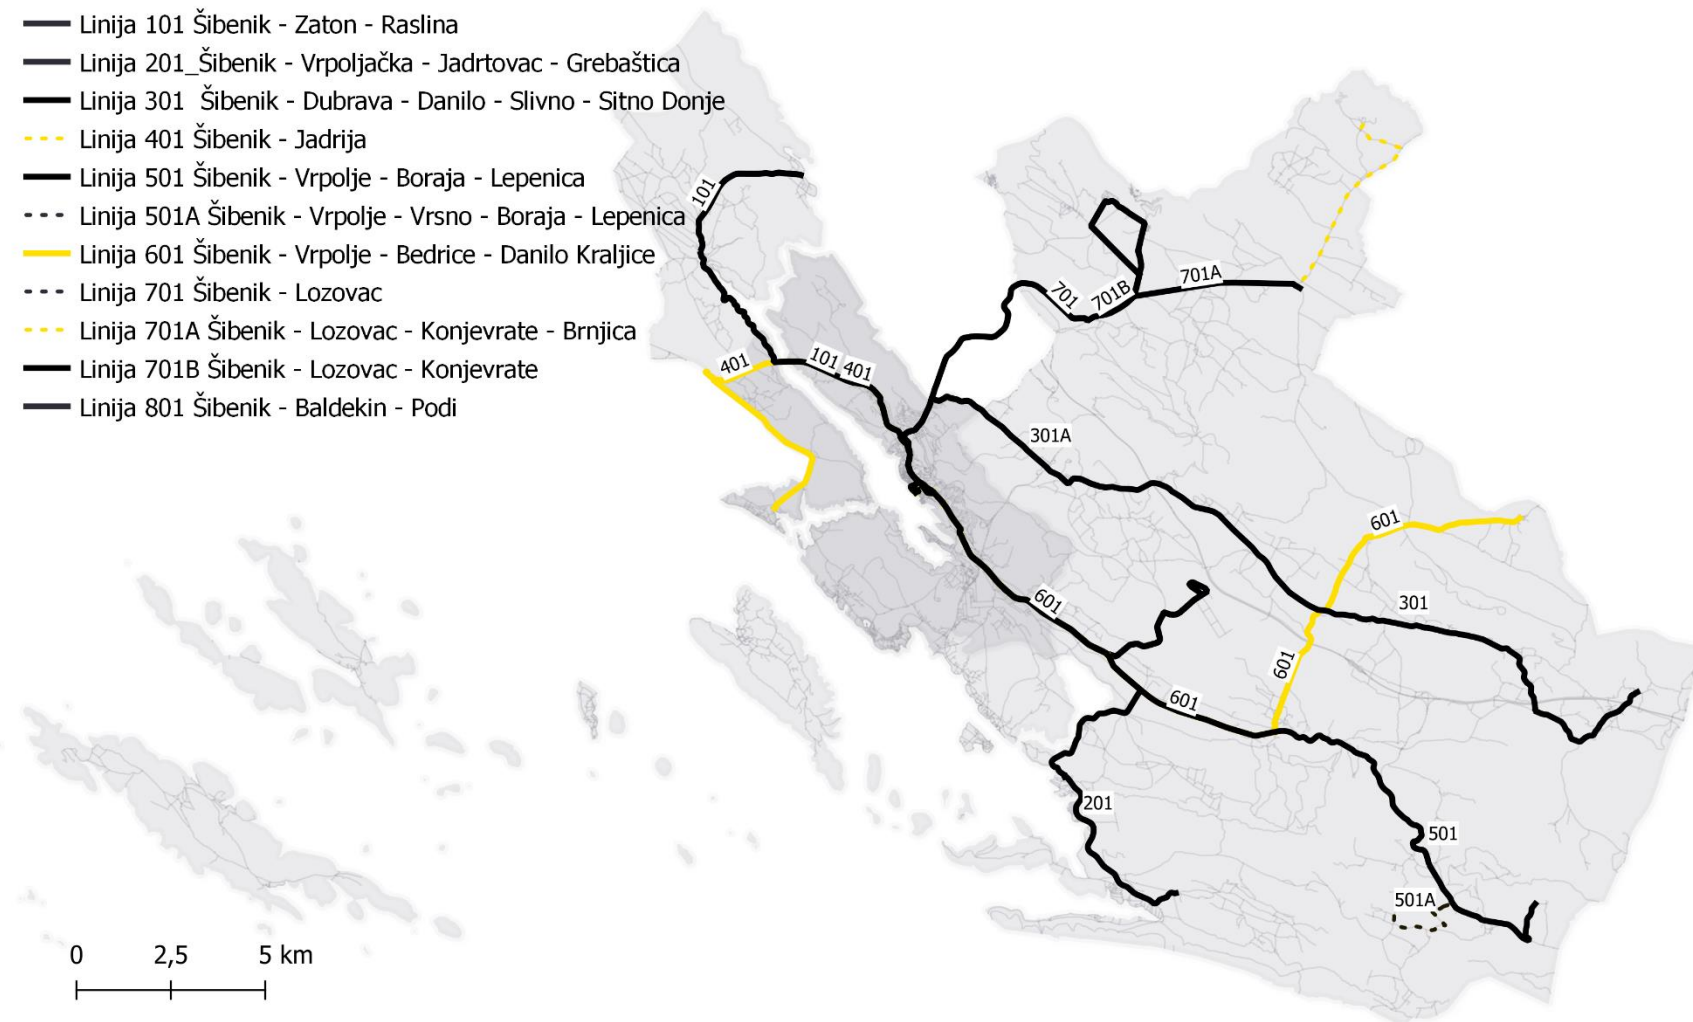 Linija 101 Šibenik - Zaton - Raslina
Linija 201_Šibenik - Vrpoljačka - Jadrtovac - Grebaštica
Linija 301 Šibenik - Dubrava - Danilo - Slivno - Sitno Donje
Linija 401 Šibenik - Jadrija
Linija 501 Šibenik - Vrpolje - Boraja - Lepenica
Linija 501A Šibenik - Vrpolje - Vrsno - Boraja - Lepenica
Linija 601 Šibenik - Vrpolje - Bedrice - Danilo Kraljice
Linija 701 Šibenik - Lozovac
Linija 701A Šibenik - Lozovac - Konjevrate - Brnjica
Linija 701B Šibenik - Lozovac - Konjevrate
Linija 801 Šibenik - Baldekin - Podi
101
701
701B
701A
401
101
401
301A
601
301
601
601
601
201
501
501A
0 2,5 5 km